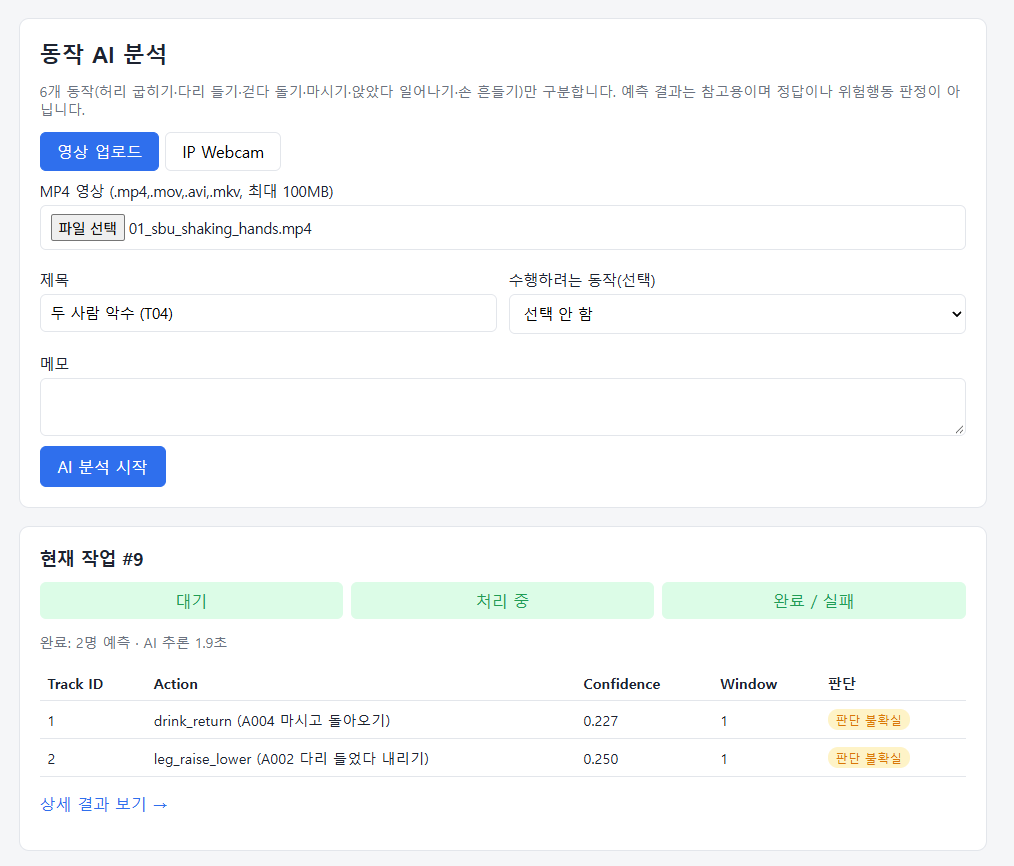 동작 AI 분석
6개 동작(허리 굽히기·다리 들기·걷다 돌기·마시기·앉았다 일어나기·손 흔들기)만 구분합니다. 예측 결과는 참고용이며 정답이나 위험행동 판정이 아
닙니다.
영상 업로드 IP Webcam
MP4 영상 (.mp4,.mov,.avi,.mkv, 최대 100MB)
파일 선택 01_sbu_shaking_hands.mp4
제목 수행하려는 동작(선택)
두 사람 악수 (T04) 선택 안 함
메모
AI 분석 시작
현재 작업 #9
대기 처리 중 완료 / 실패
완료: 2명 예측 · AI 추론 1.9초
Track ID Action Confidence Window 판단
1 drink_return (A004 마시고 돌아오기) 0.227 1 판단 불확실
2 leg_raise_lower (A002 다리 들었다 내리기) 0.250 1 판단 불확실
상세 결과 보기 →